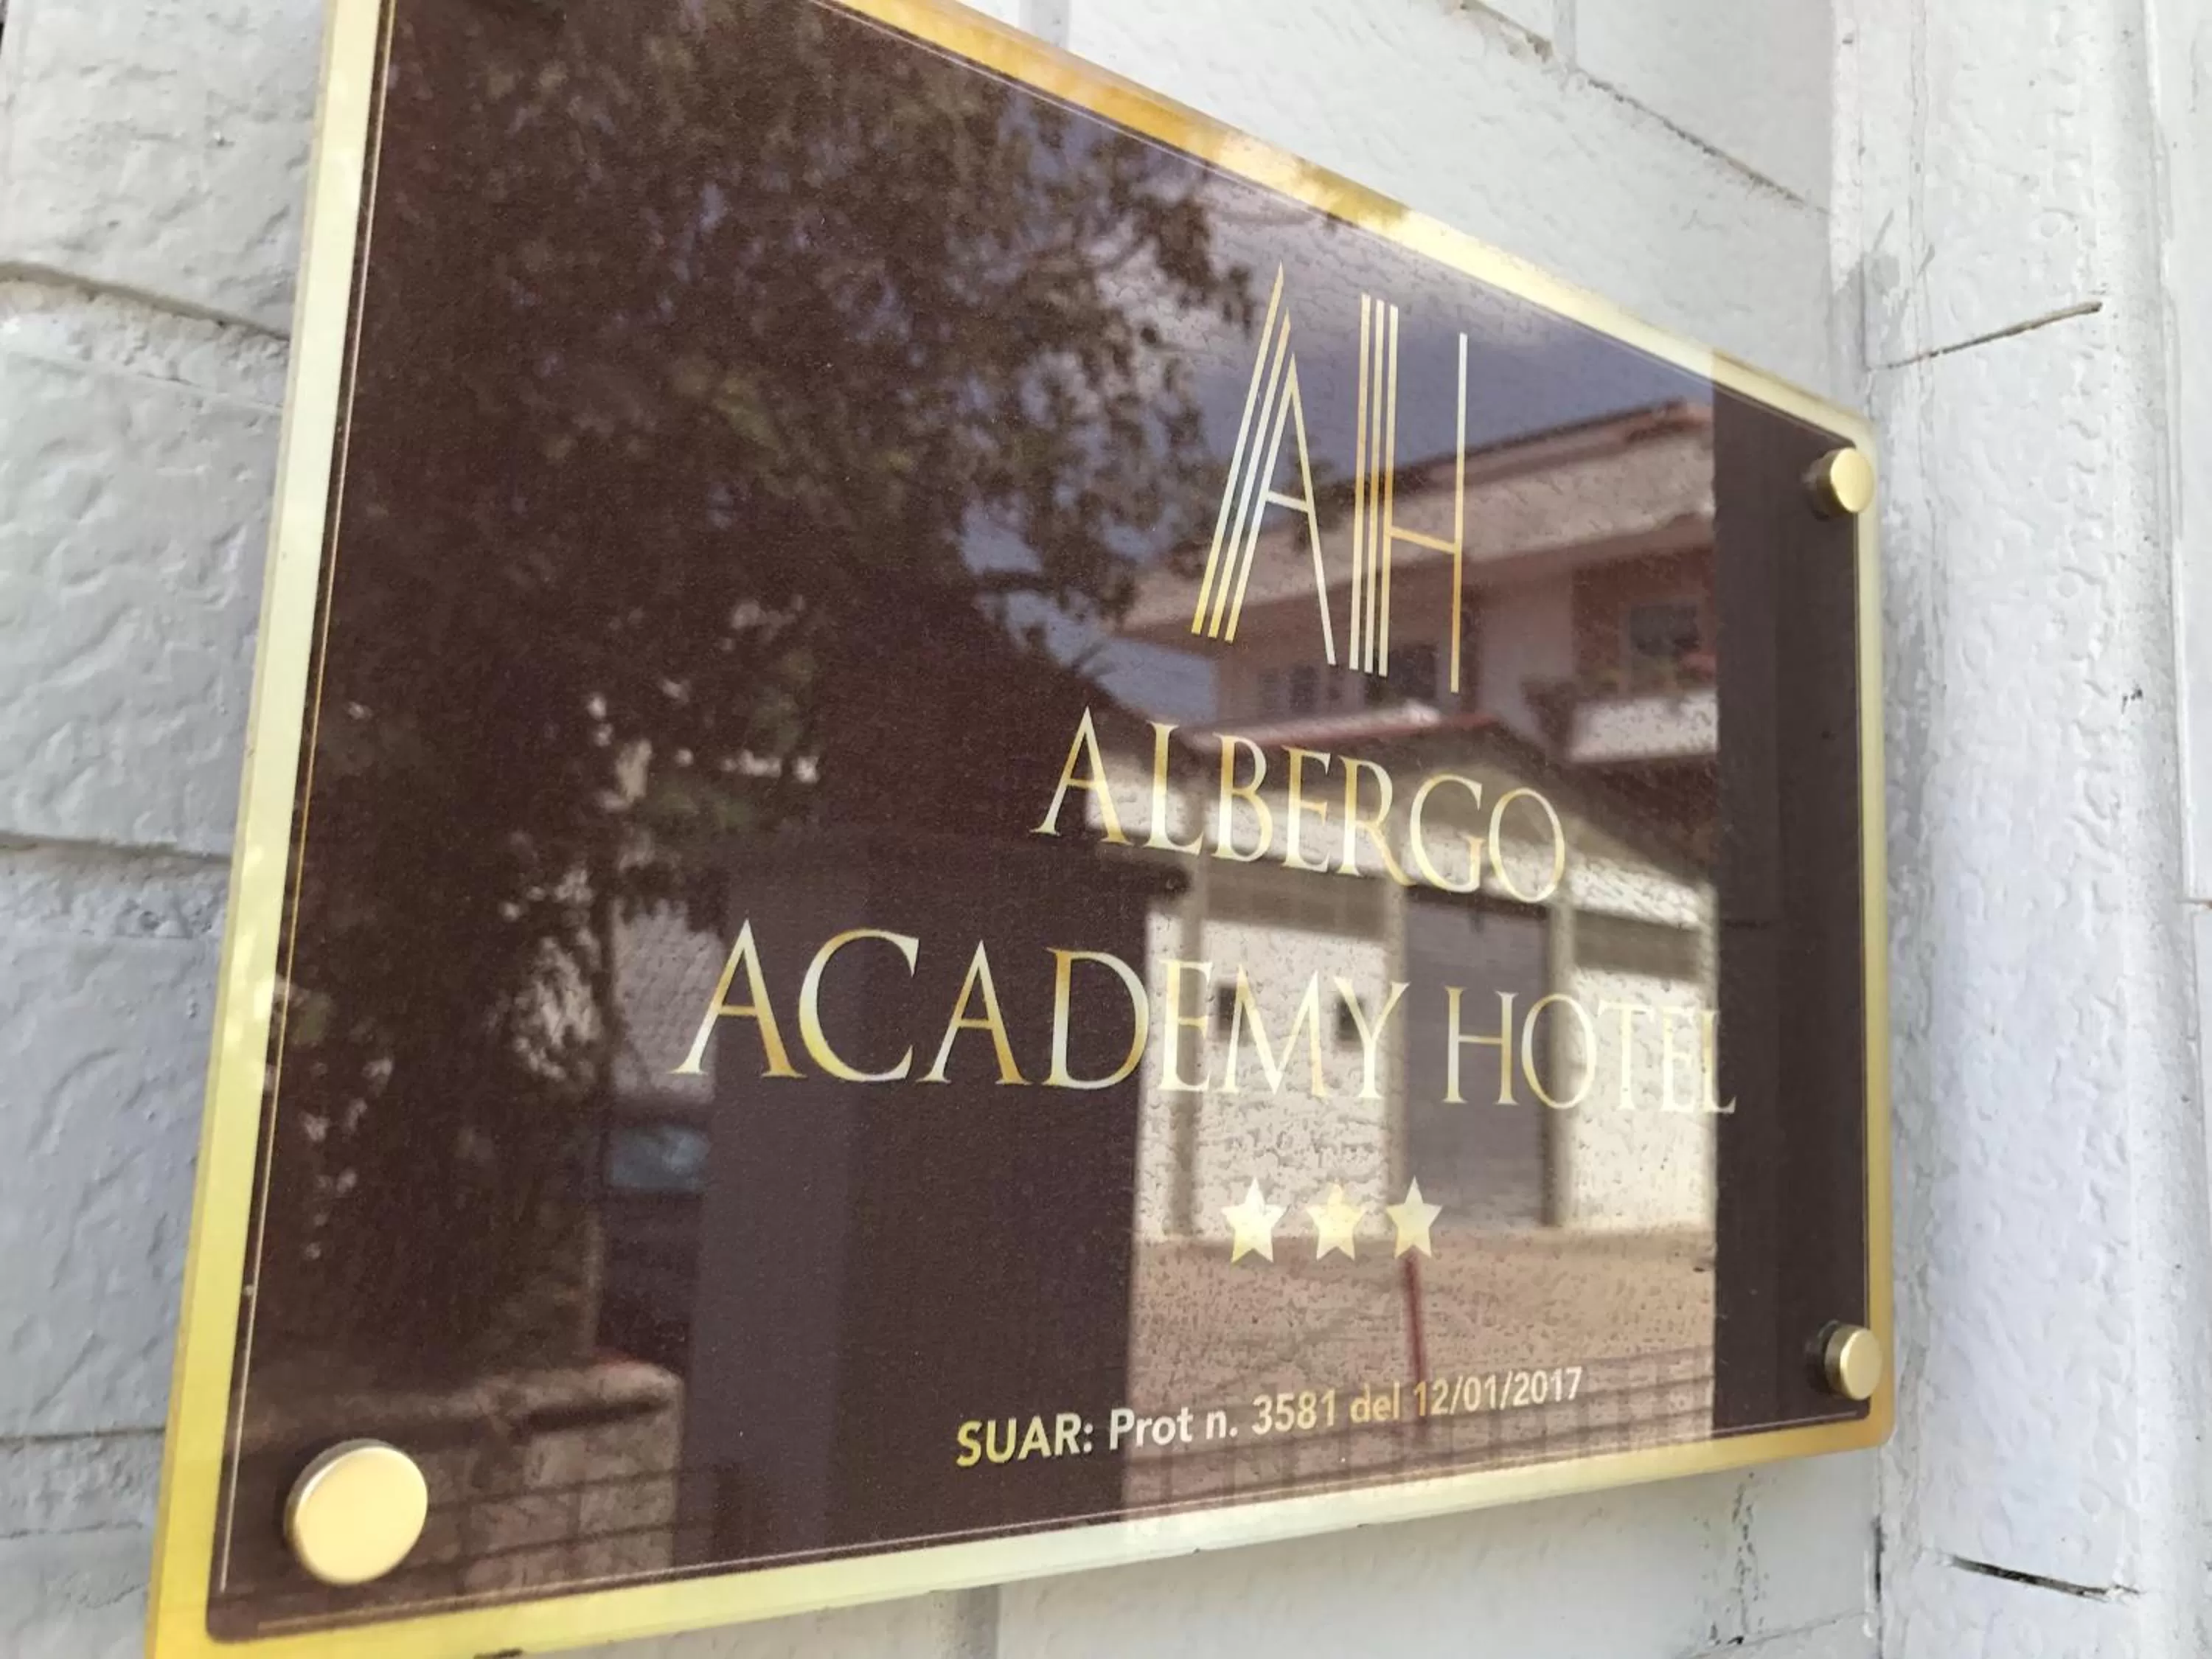 AH
ALBERGO
ACADEMY HOTEL
SUAR: Prot n. 3581 del 12/01/2017